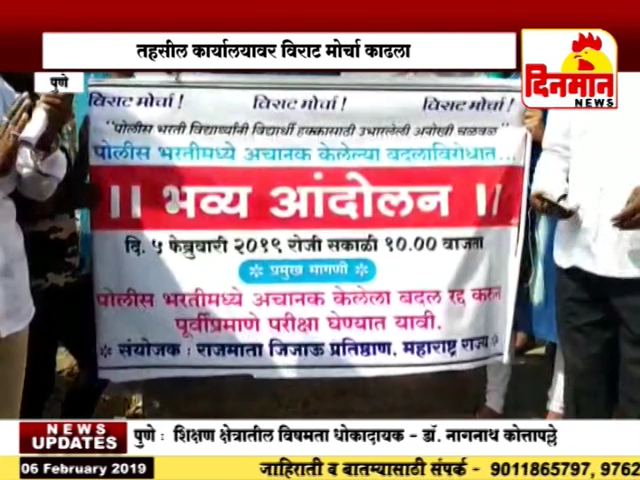 तहसील कार्यालयावर विराट मोर्चा काढला
पुणे
दिनमान
NEWS
विराट मोर्चा! विराट मोर्चा! विराट मोर्चा!
"पोलीस भरती विद्यार्थ्यांनी विद्यार्थी हक्कासाठी उभारलेली अनोखी चळवळ"
पोलीस भरतीमध्ये अचानक केलेल्या बदलाविरोधात...
।। भव्य आंदोलन ।।
दि. ५ फेब्रुवारी २०१९ रोजी सकाळी १०.०० वाजता
* प्रमुख मागणी *
पोलीस भरतीमध्ये अचानक केलेला बदल रद्द करुन
पूर्वीप्रमाणे परीक्षा घेण्यात यावी.
* संयोजक : राजमाता जिजाऊ प्रतिष्ठाण, महाराष्ट्र राज्य *
NEWS
UPDATES
पुणे : शिक्षण क्षेत्रातील विषमता धोकादायक - डॉ. नागनाथ कोत्तापल्ले
06 February 2019
जाहिराती व बातम्यासाठी संपर्क - 9011865797, 9762